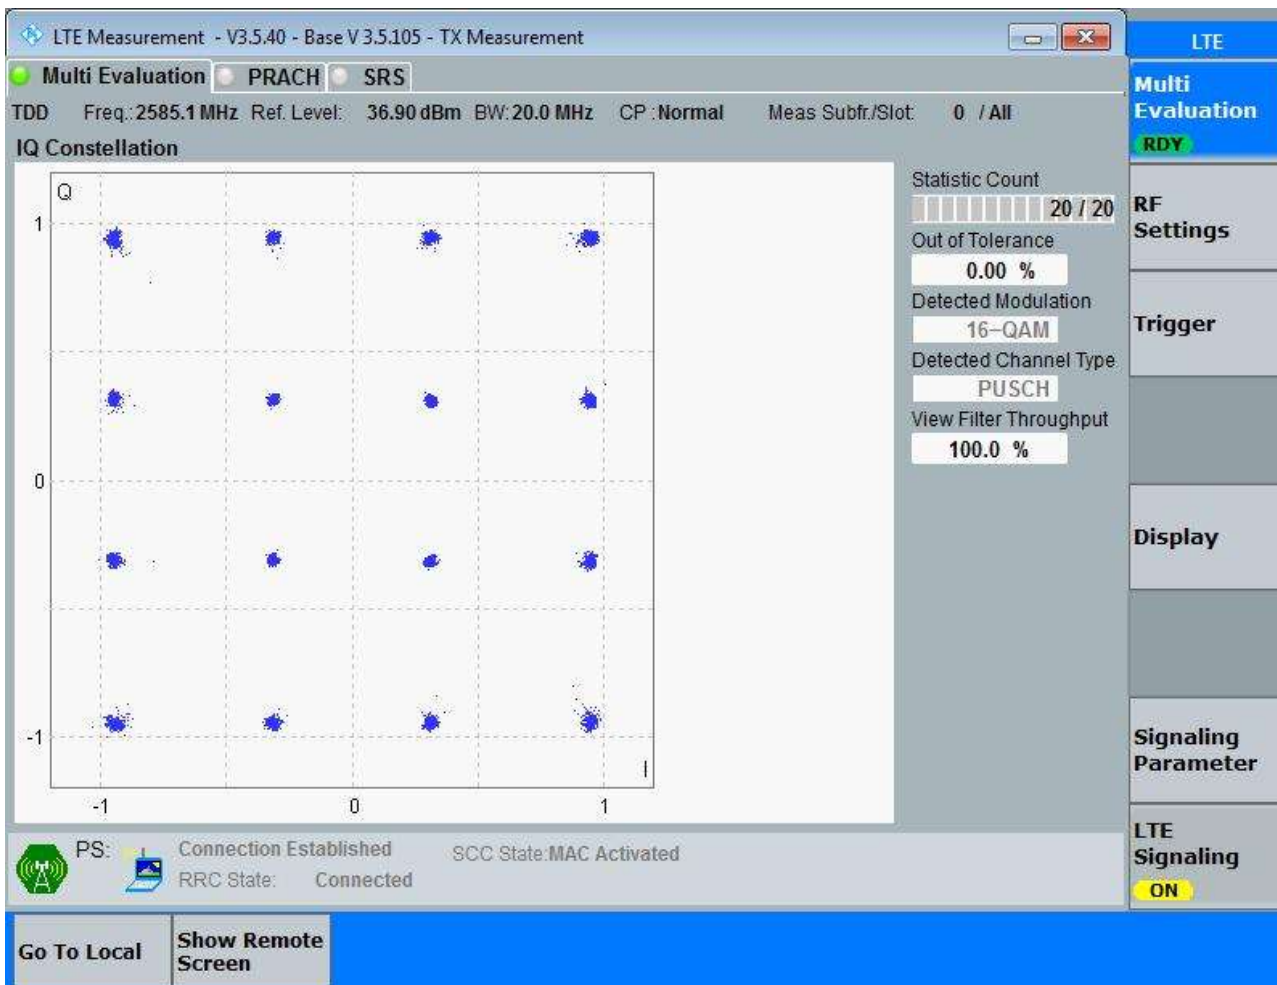 LTE Measurement - V3.5.40 - Base V 3.5.105 - TX Measurement
Multi Evaluation PRACH SRS
TDD Freq.: 2585.1 MHz Ref. Level: 36.90 dBm BW: 20.0 MHz CP : Normal Meas Subfr./Slot: 0 / All
IQ Constellation
Q
1
0
-1
I
-1 0 1
Statistic Count
20 / 20
Out of Tolerance
0.00 %
Detected Modulation
16-QAM
Detected Channel Type
PUSCH
View Filter Throughput
100.0 %
PS: Connection Established SCC State: MAC Activated
RRC State: Connected
LTE
Multi
Evaluation
RDY
RF
Settings
Trigger
Display
Signaling
Parameter
LTE
Signaling
ON
Go To Local
Show Remote
Screen